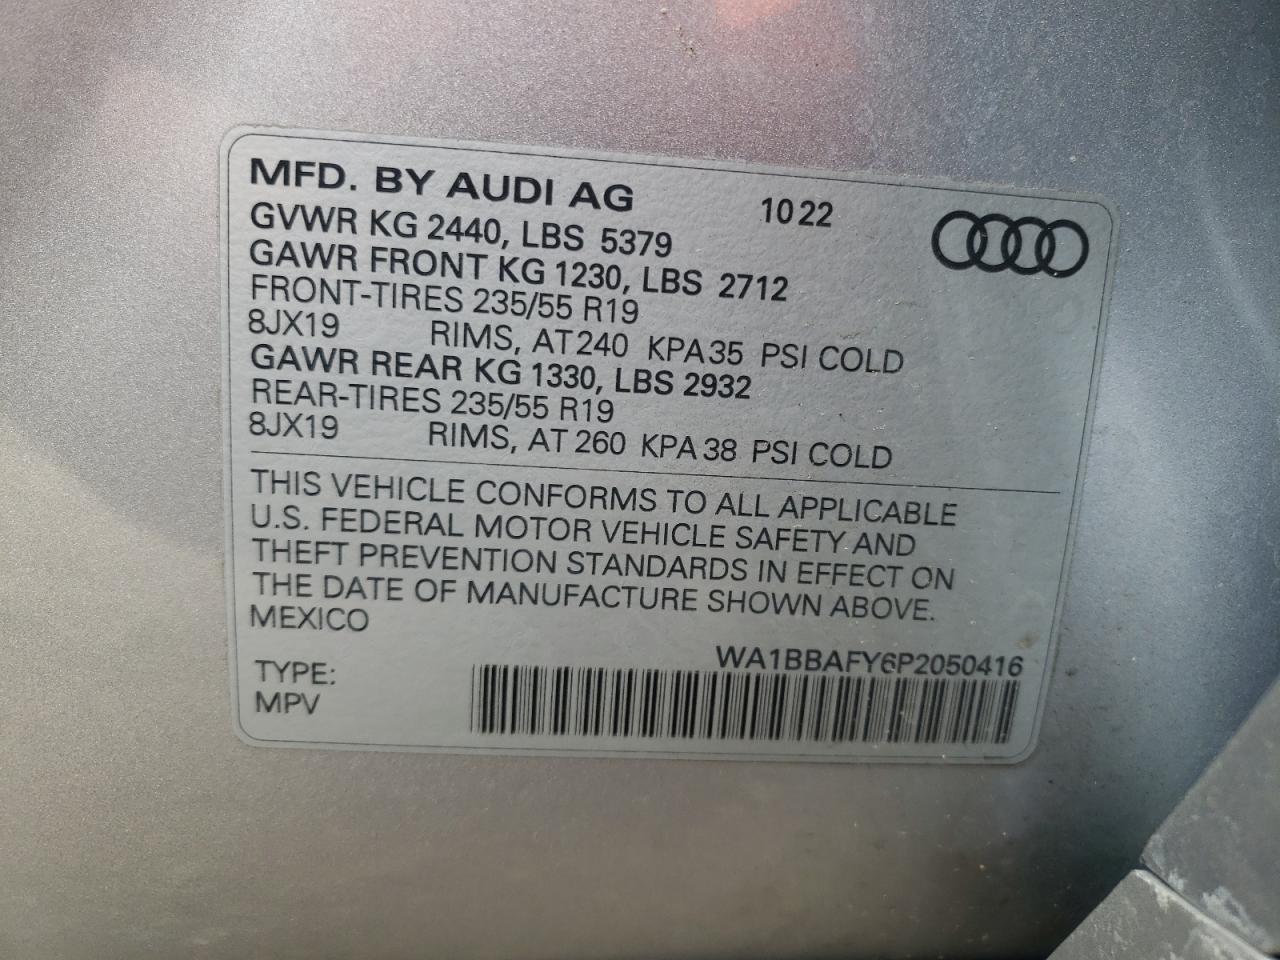 MFD. BY AUDI AG 10 22
GVWR KG 2440, LBS 5379
GAWR FRONT KG 1230, LBS 2712
FRONT-TIRES 235/55 R19
8JX19 RIMS, AT 240 KPA 35 PSI COLD
GAWR REAR KG 1330, LBS 2932
REAR-TIRES 235/55 R19
8JX19 RIMS, AT 260 KPA 38 PSI COLD
THIS VEHICLE CONFORMS TO ALL APPLICABLE
U.S. FEDERAL MOTOR VEHICLE SAFETY AND
THEFT PREVENTION STANDARDS IN EFFECT ON
THE DATE OF MANUFACTURE SHOWN ABOVE.
MEXICO
WA1BBAFY6P2050416
TYPE:
MPV